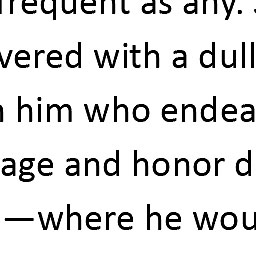 frequent as any.
vered with a dull
him who endea
age and honor d
—where he wou